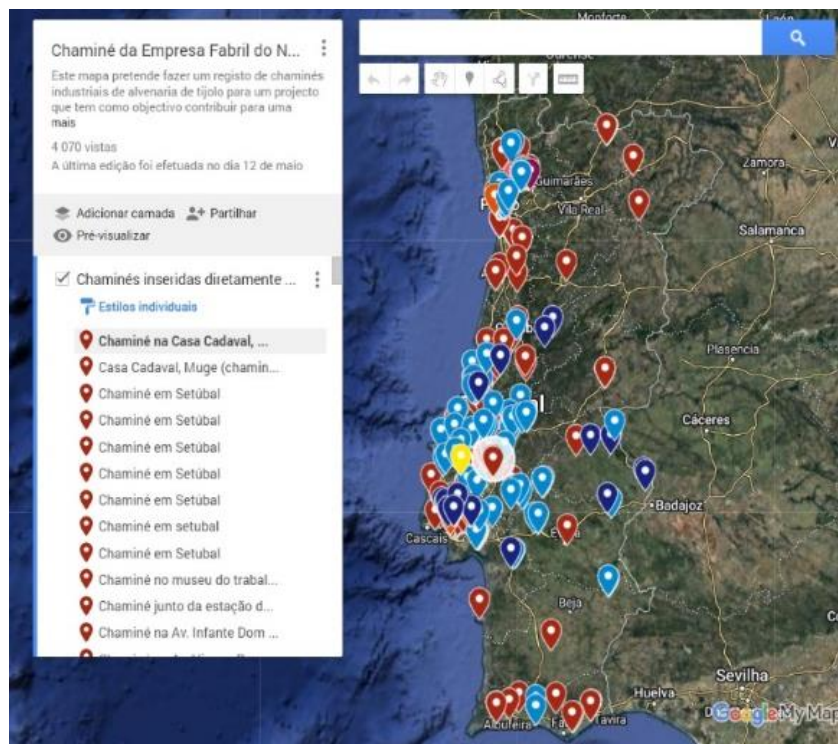 Chaminé da Empresa Fabril do N...
Este mapa pretende fazer um registo de chaminés
industriais de alvenaria de tijolo para um projecto
que tem como objectivo contribuir para uma
mais
4 070 vistas
A última edição foi efetuada no dia 12 de maio
Adicionar camada
Partilhar
Pré-visualizar
Chaminés inseridas diretamente ...
Estilos individuais
Chaminé na Casa Cadaval, ...
Casa Cadaval, Muge (chamin...
Chaminé em Setúbal
Chaminé em Setúbal
Chaminé em Setúbal
Chaminé em Setúbal
Chaminé em Setúbal
Chaminé em setubal
Chaminé em Setubal
Chaminé no museu do trabal...
Chaminé junto da estação d...
Chaminé na Av. Infante Dom ...
Monforte
Ourense
Zamora
Guimarães
Vila Real
Salamanca
Plasencia
Cáceres
Badajoz
Cascais
Beja
Sevilha
Huelva
Albufeira
Tavira
Google My Maps